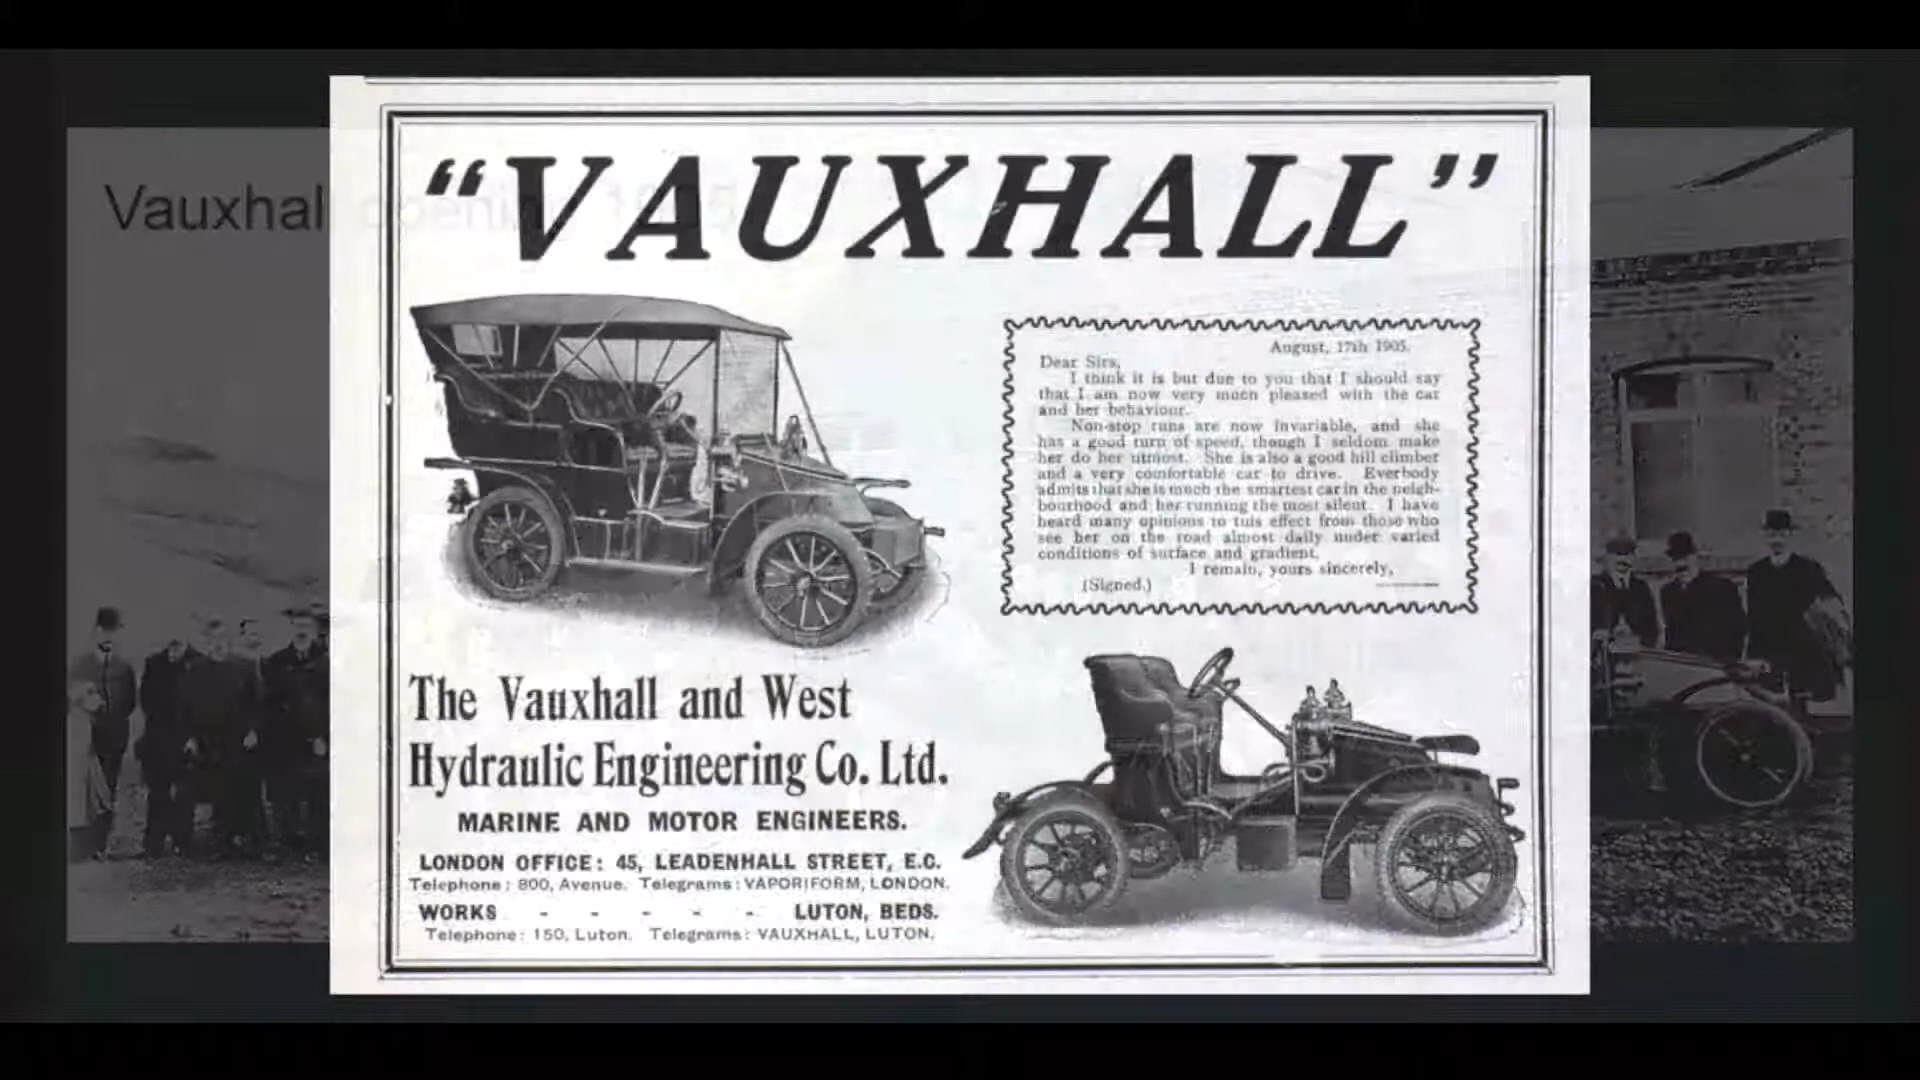 Vauxhall opening 1905
"VAUXHALL"
August, 17th 1905.
Dear Sirs,
I think it is but due to you that I should say
that I am now very much pleased with the car
and her behaviour.
Non-stop runs are now invariable, and she
has a good turn of speed, though I seldom make
her do her utmost. She is also a good hill climber
and a very comfortable car to drive. Everbody
admits that she is much the smartest car in the neigh-
bourhood and her running the most silent. I have
heard many opinions to tuis effect from those who
see her on the road almost daily under varied
conditions of surface and gradient.
I remain, yours sincerely,
(Signed.)
The Vauxhall and West
Hydraulic Engineering Co. Ltd.
MARINE AND MOTOR ENGINEERS.
LONDON OFFICE: 45, LEADENHALL STREET, E.C.
Telephone: 800, Avenue. Telegrams: VAPORIFORM, LONDON.
WORKS - - - - - LUTON, BEDS.
Telephone: 150, Luton. Telegrams: VAUXHALL, LUTON.